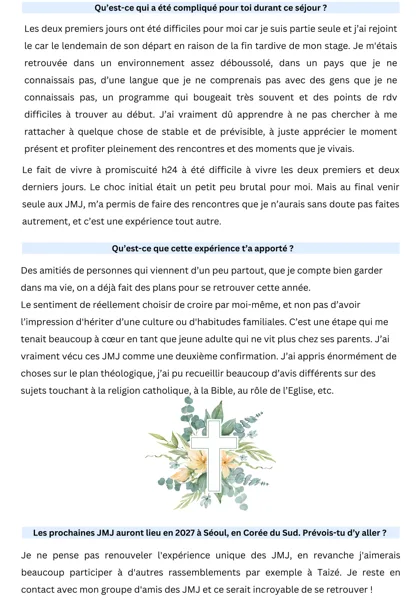 Qu'est-ce qui a été compliqué pour toi durant ce séjour ?
Les deux premiers jours ont été difficiles pour moi car je suis partie seule et j'ai rejoint
le car le lendemain de son départ en raison de la fin tardive de mon stage. Je m'étais
retrouvée dans un environnement assez déboussolé, dans un pays que je ne
connaissais pas, d'une langue que je ne comprenais pas avec des gens que je ne
connaissais pas, un programme qui bougeait très souvent et des points de rdv
difficiles à trouver au début. J'ai vraiment dû apprendre à ne pas chercher à me
rattacher à quelque chose de stable et de prévisible, à juste apprécier le moment
présent et profiter pleinement des rencontres et des moments que je vivais.
Le fait de vivre à promiscuité h24 à été difficile à vivre les deux premiers et deux
derniers jours. Le choc initial était un petit peu brutal pour moi. Mais au final venir
seule aux JMJ, m'a permis de faire des rencontres que je n'aurais sans doute pas faites
autrement, et c'est une expérience tout autre.
Qu'est-ce que cette expérience t'a apporté ?
Des amitiés de personnes qui viennent d'un peu partout, que je compte bien garder
dans ma vie, on a déjà fait des plans pour se retrouver cette année.
Le sentiment de réellement choisir de croire par moi-même, et non pas d'avoir
l'impression d'hériter d'une culture ou d'habitudes familiales. C'est une étape qui me
tenait beaucoup à cœur en tant que jeune adulte qui ne vit plus chez ses parents. J'ai
vraiment vécu ces JMJ comme une deuxième confirmation. J'ai appris énormément de
choses sur le plan théologique, j'ai pu recueillir beaucoup d'avis différents sur des
sujets touchant à la religion catholique, à la Bible, au rôle de l'Eglise, etc.
Les prochaines JMJ auront lieu en 2027 à Séoul, en Corée du Sud. Prévois-tu d'y aller ?
Je ne pense pas renouveler l'expérience unique des JMJ, en revanche j'aimerais
beaucoup participer à d'autres rassemblements par exemple à Taizé. Je reste en
contact avec mon groupe d'amis des JMJ et ce serait incroyable de se retrouver !